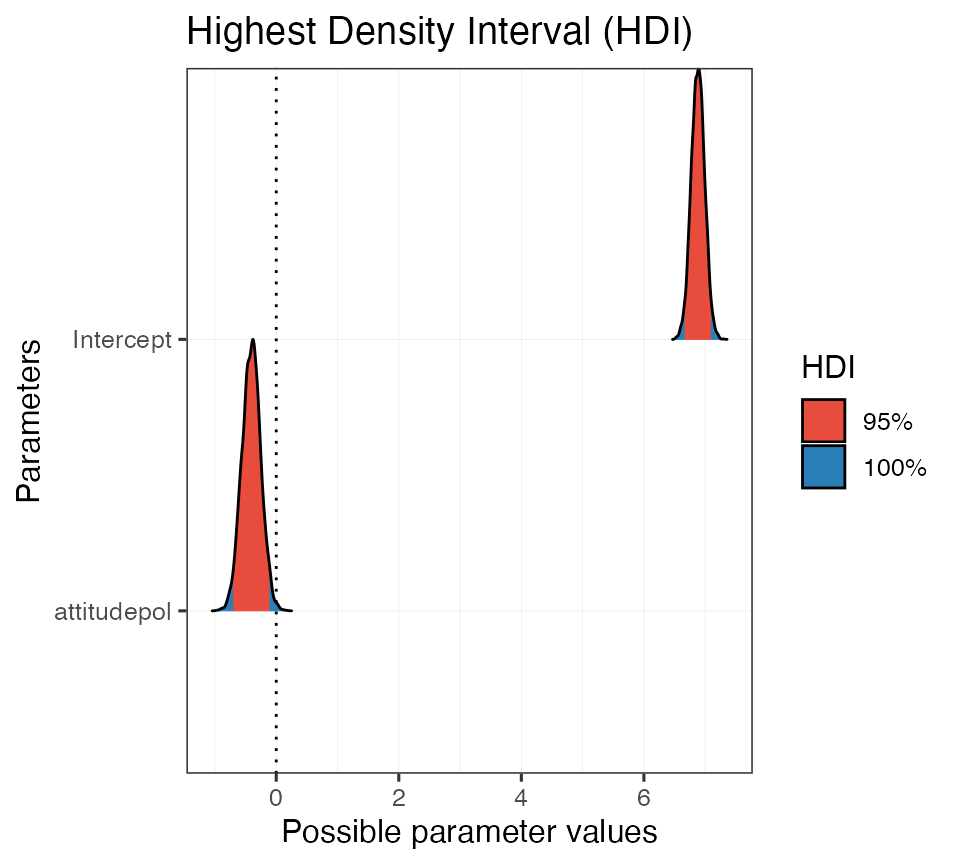 Highest Density Interval (HDI)
Parameters
Intercept
attitudepol
0 2 4 6
Possible parameter values
HDI
95%
100%